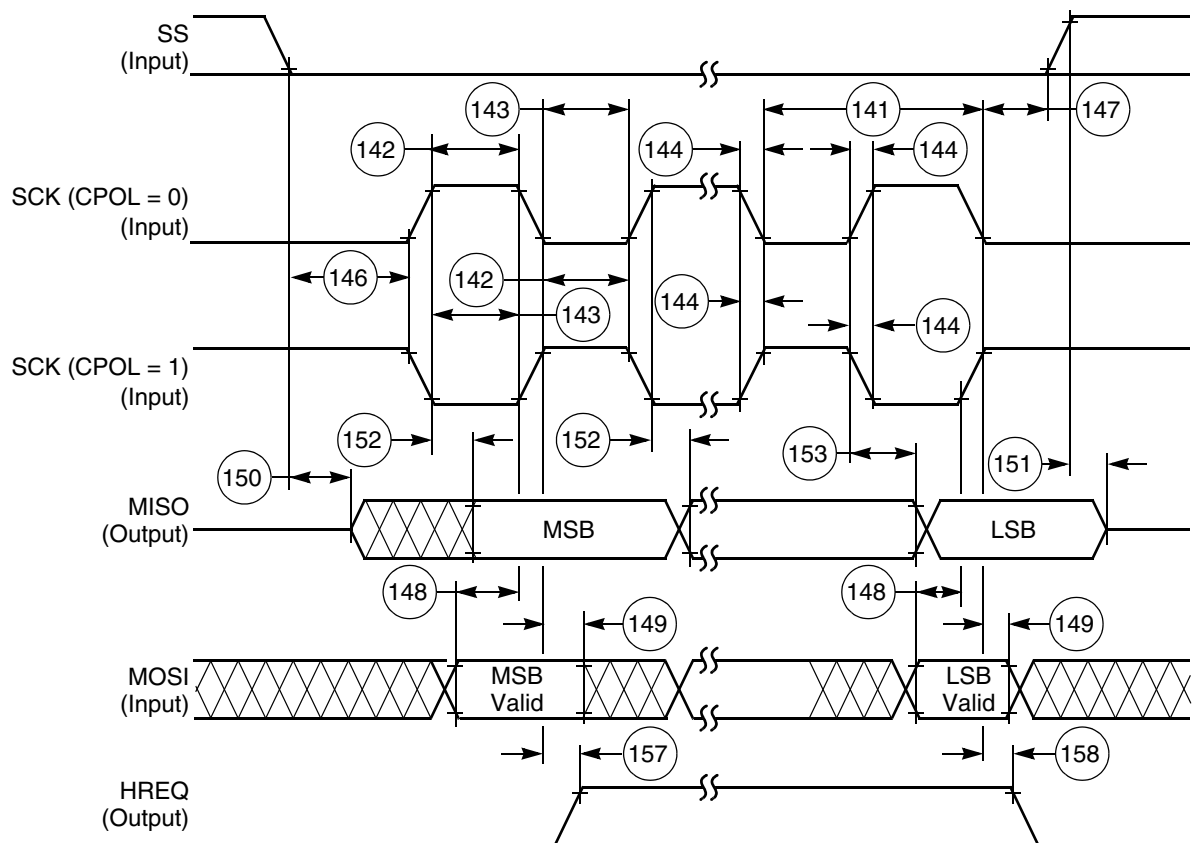 SS
(Input)
143
141
147
142
144
144
SCK (CPOL = 0)
(Input)
146
142
144
143
144
SCK (CPOL = 1)
(Input)
152
152
153
151
150
MISO
(Output)
MSB
LSB
148
148
149
149
MOSI
(Input)
MSB
Valid
LSB
Valid
157
158
HREQ
(Output)